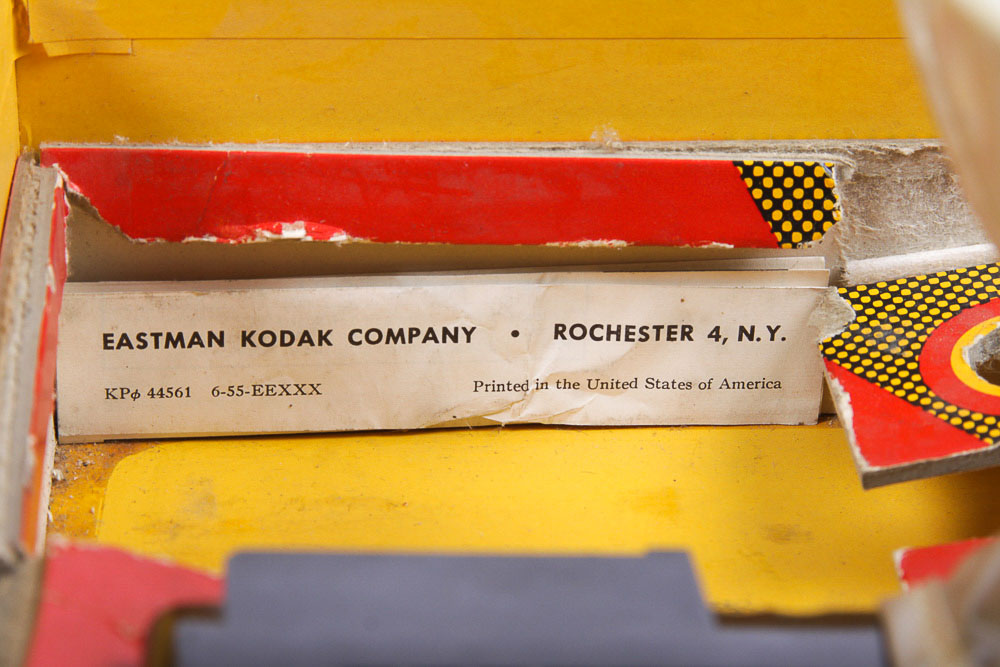 EASTMAN KODAK COMPANY • ROCHESTER 4, N.Y.
KPϕ 44561 6-55-EEXXX Printed in the United States of America